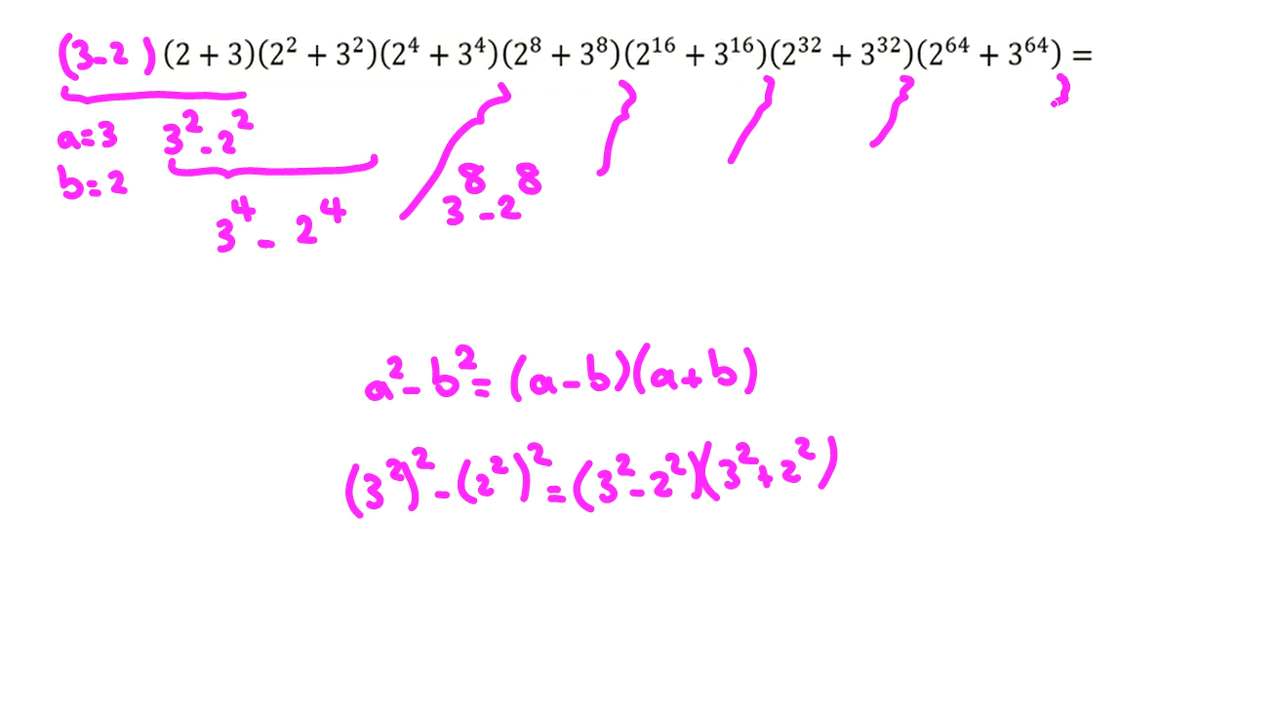 (3-2) (2 + 3)(2² + 3²)(2⁴ + 3⁴)(2⁸ + 3⁸)(2¹⁶ + 3¹⁶)(2³² + 3³²)(2⁶⁴ + 3⁶⁴) =
a=3 3²-2²
b=2
3⁴-2⁴ 3⁸-2⁸
a²-b²=(a-b)(a+b)
(3²)²-(2²)²=(3²-2²)(3²+2²)